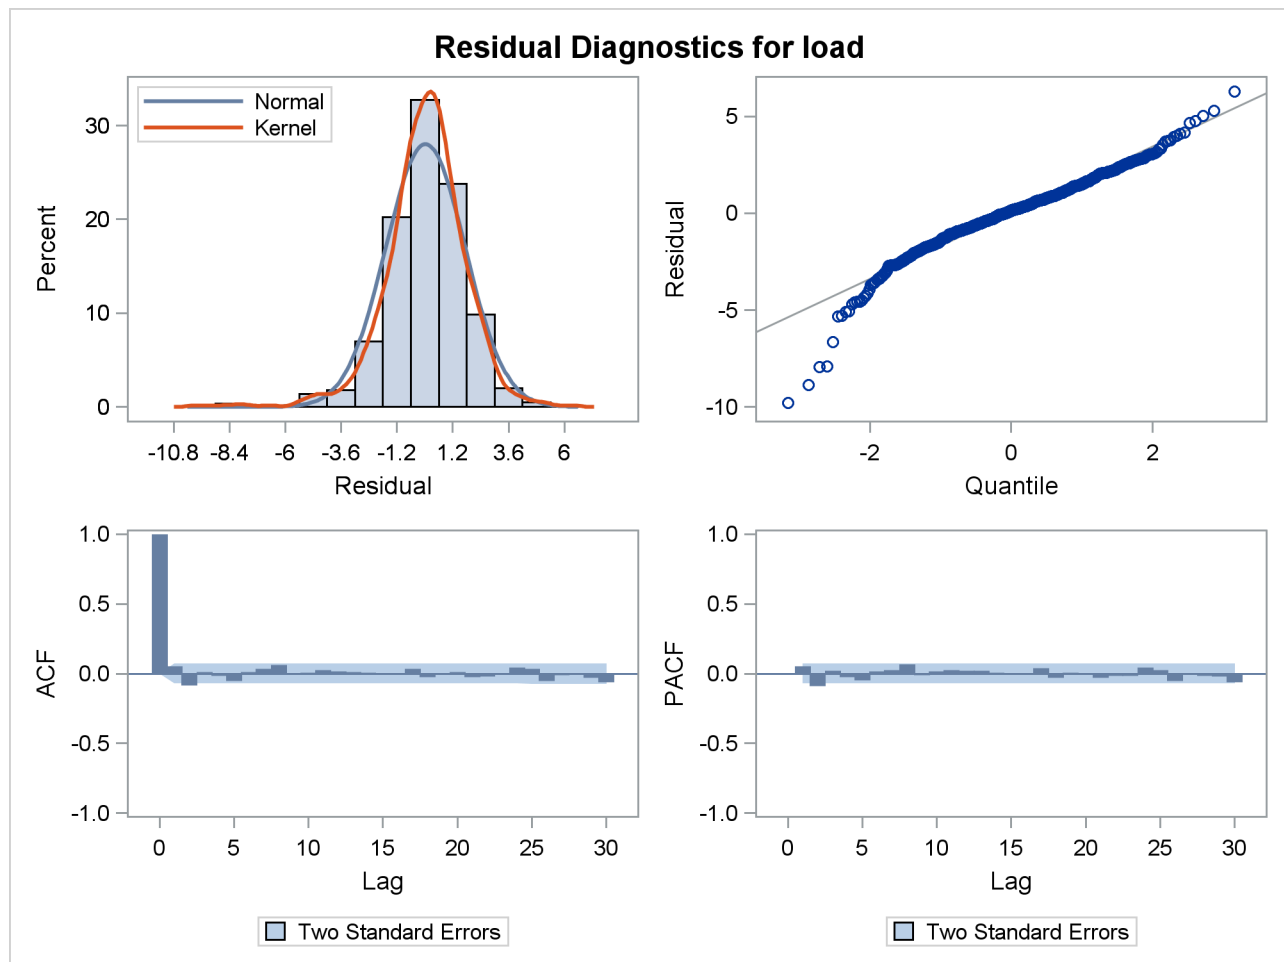 Residual Diagnostics for load
Normal
Kernel
Percent
30
20
10
0
-10.8 -8.4 -6 -3.6 -1.2 1.2 3.6 6
Residual
Residual
5
0
-5
-10
-2 0 2
Quantile
ACF
1.0
0.5
0.0
-0.5
-1.0
0 5 10 15 20 25 30
Lag
Two Standard Errors
PACF
1.0
0.5
0.0
-0.5
-1.0
0 5 10 15 20 25 30
Lag
Two Standard Errors